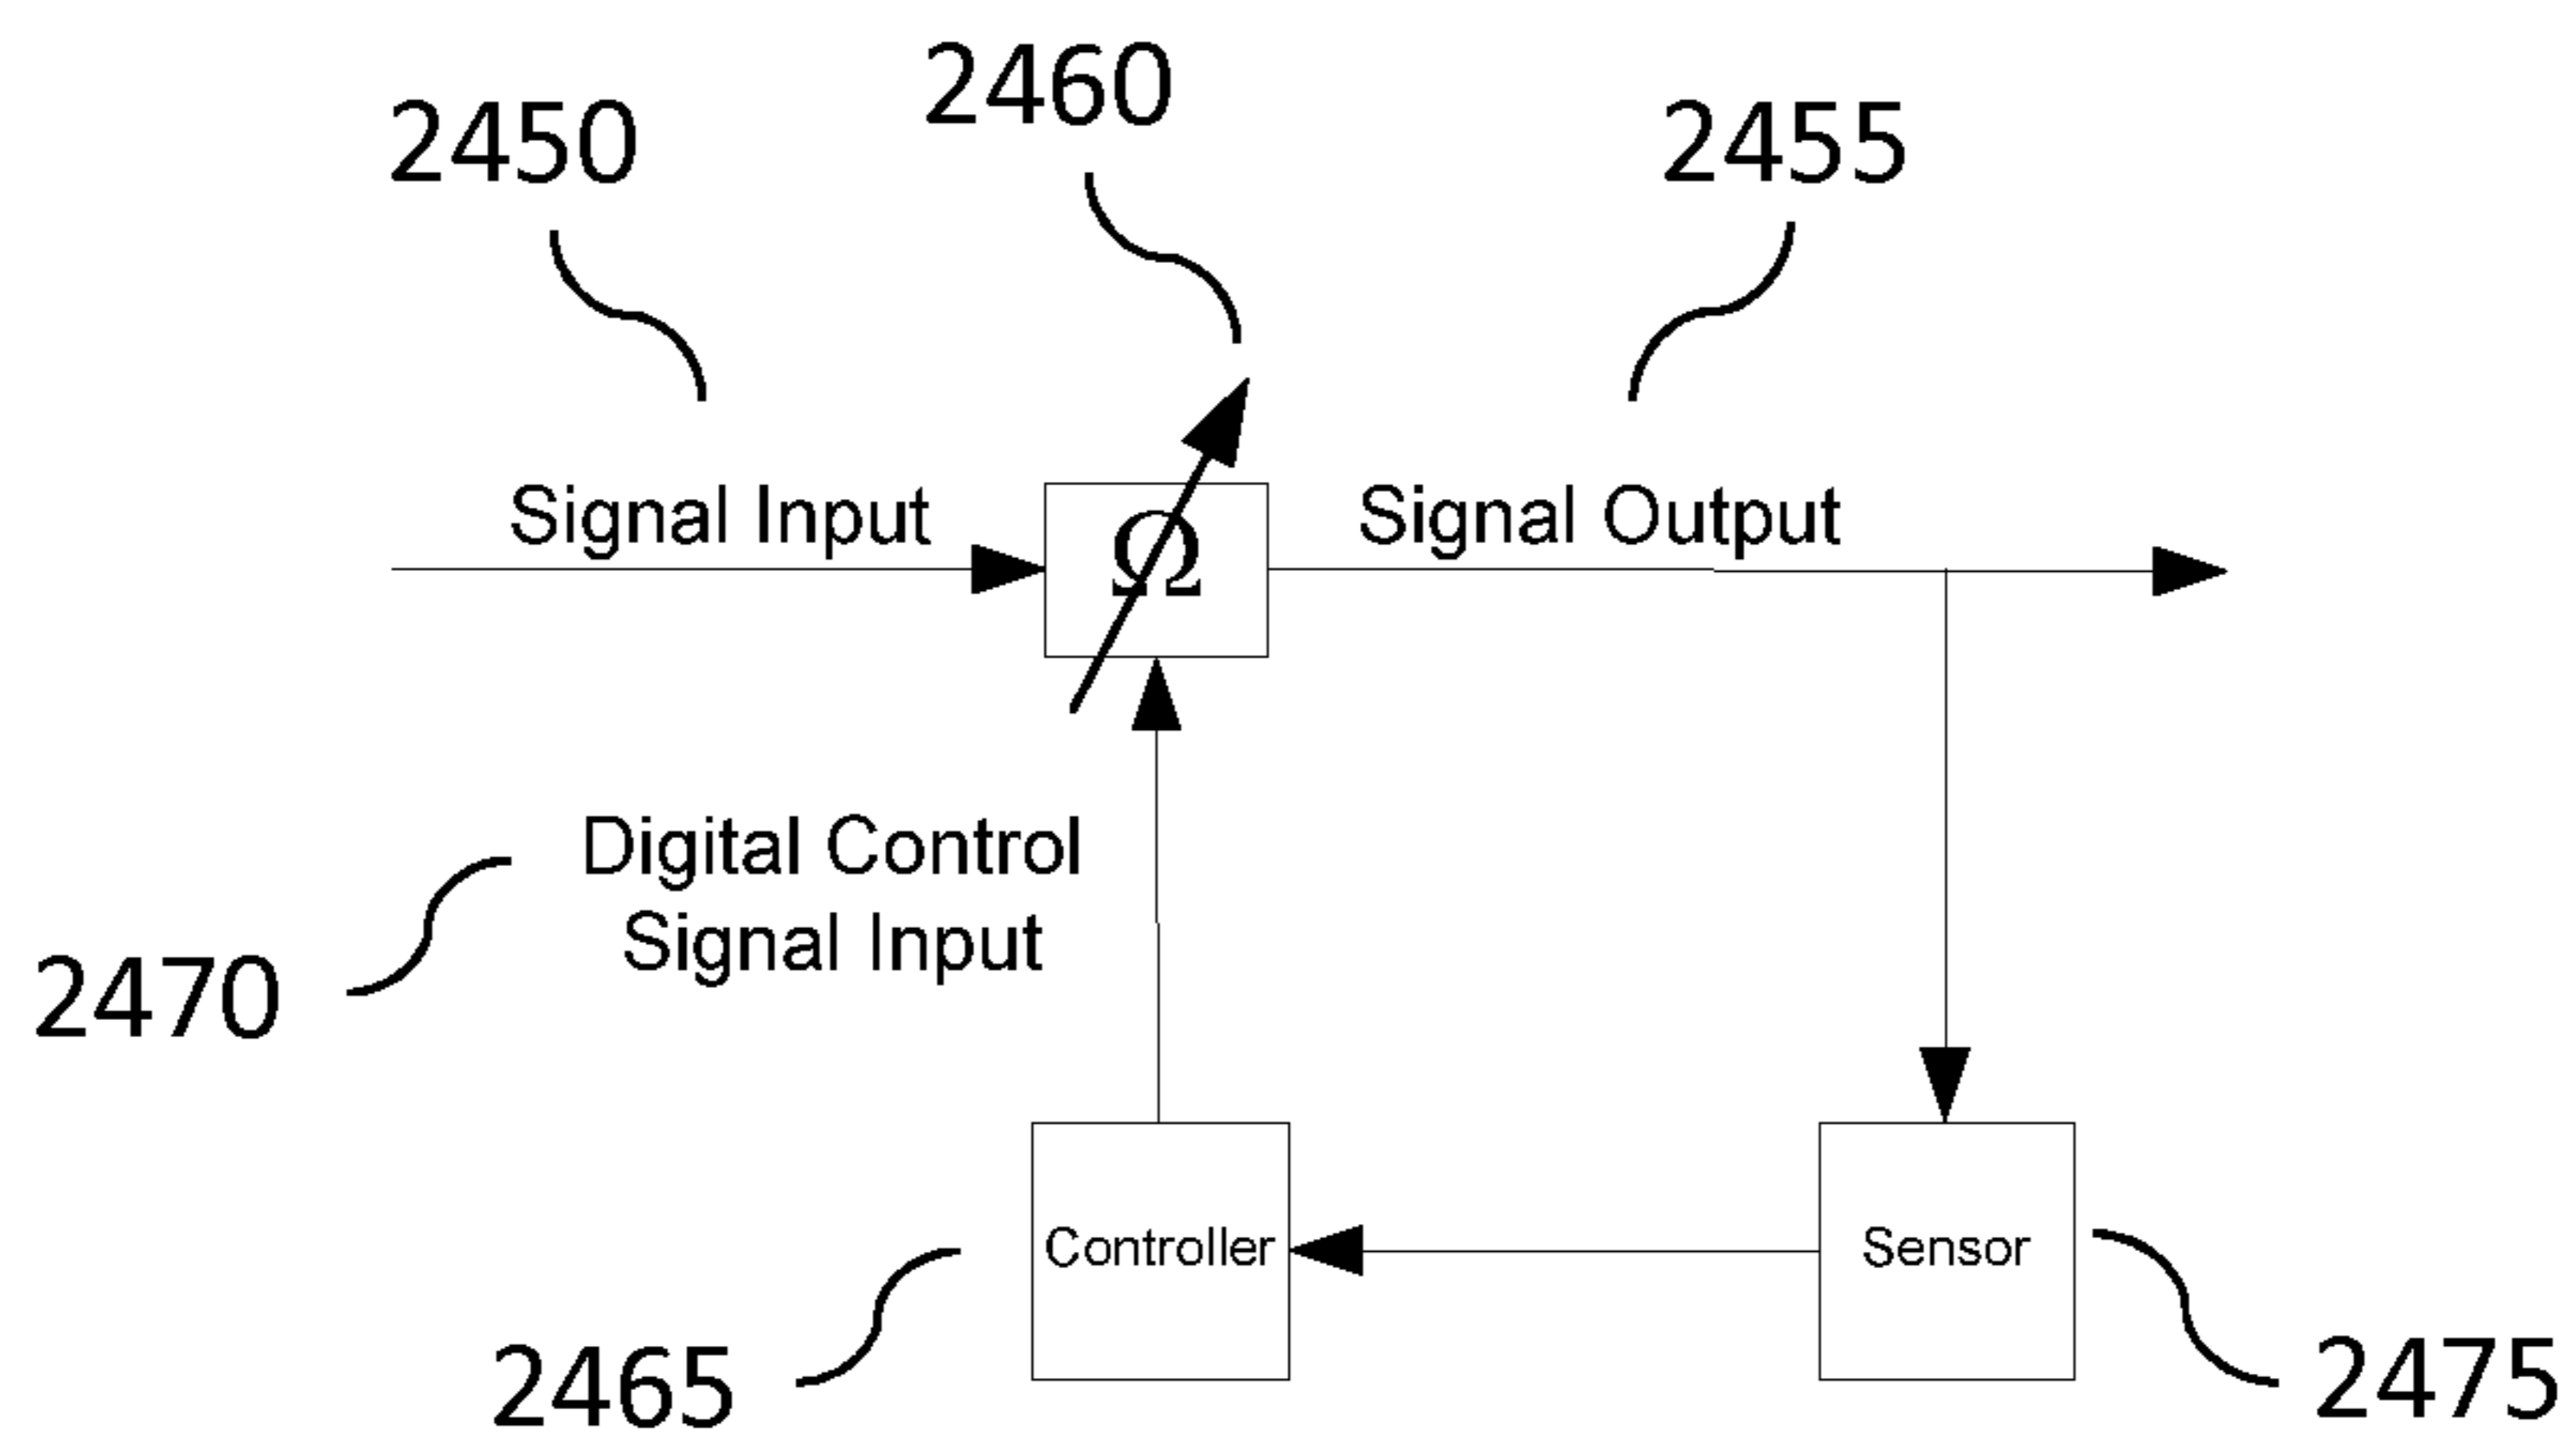 2450
2460
2455
Signal Input
Ω
Signal Output
Digital Control
Signal Input
2470
Controller
Sensor
2465
2475